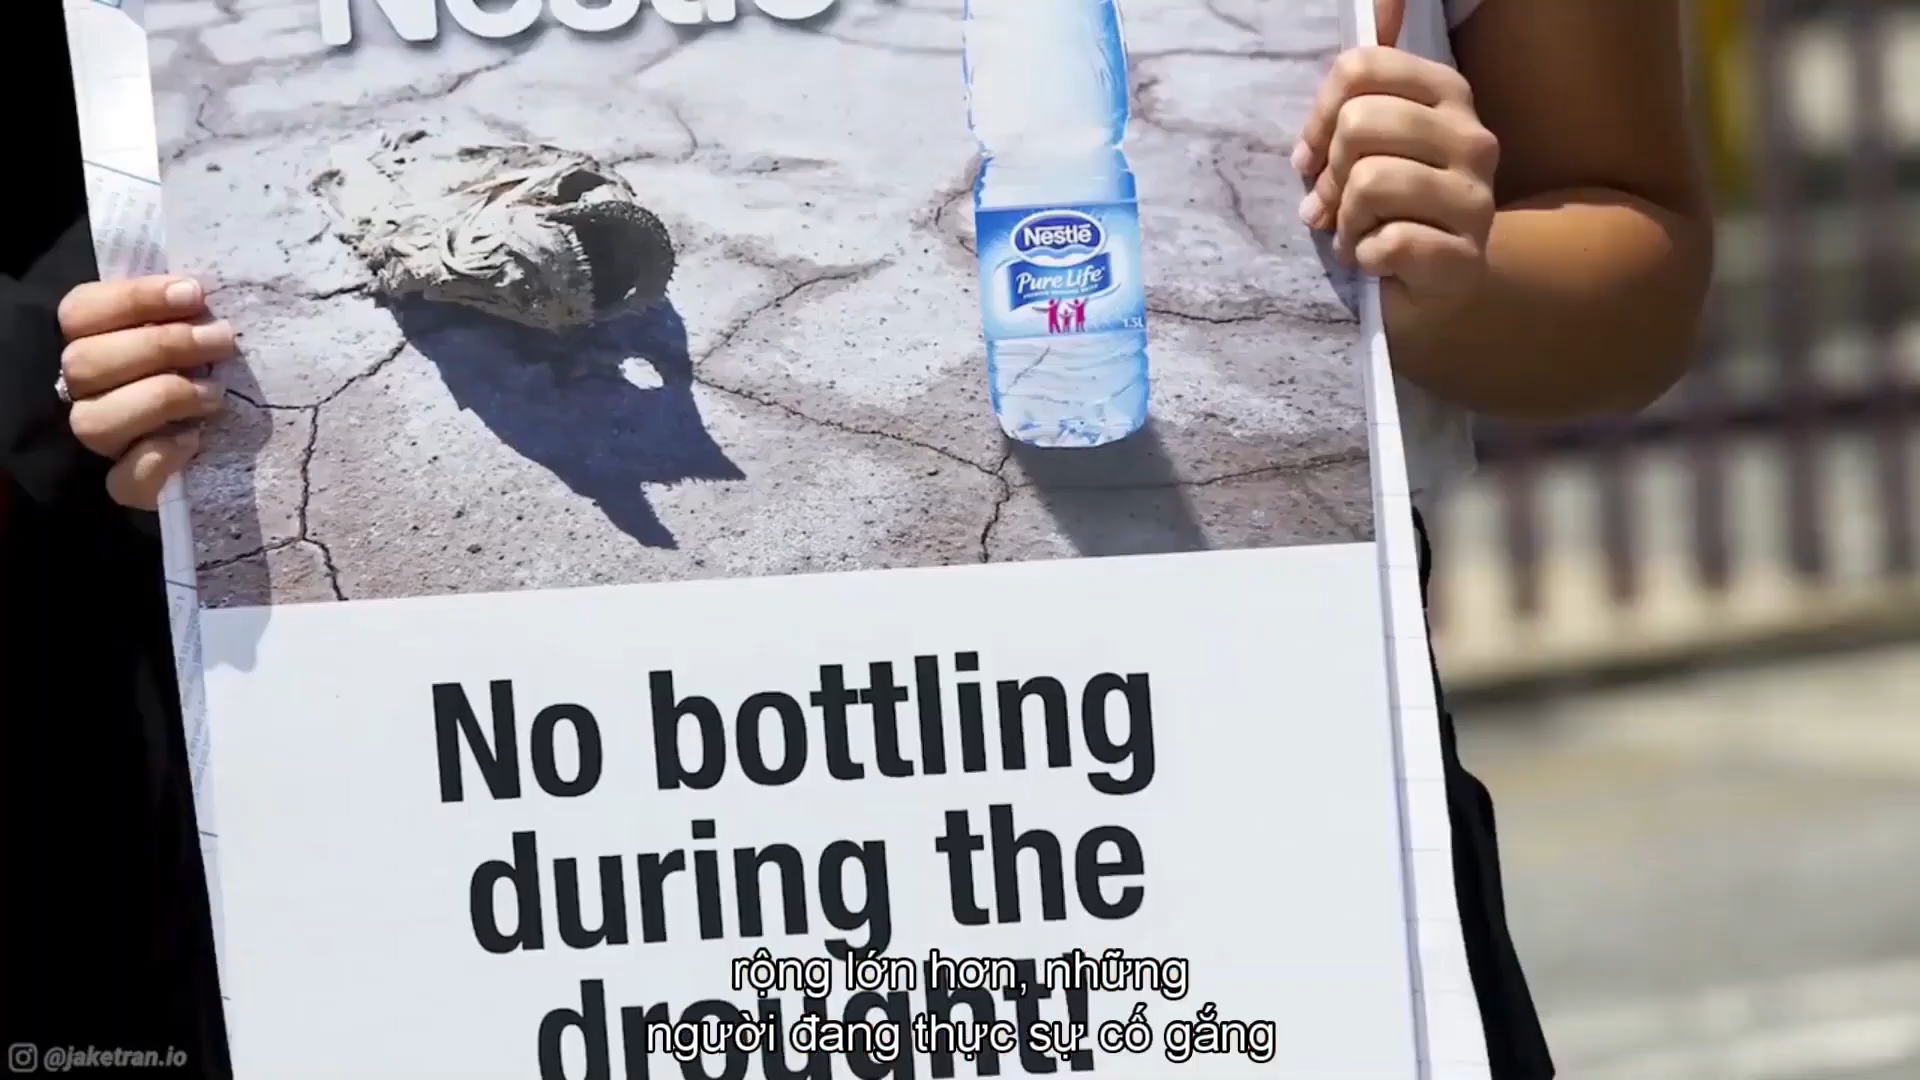 Nestlé
Nestlé
Pure Life
1.5L
No bottling
during the
drought!
rộng lớn hơn, những
người đang thực sự cố gắng
@jaketran.io